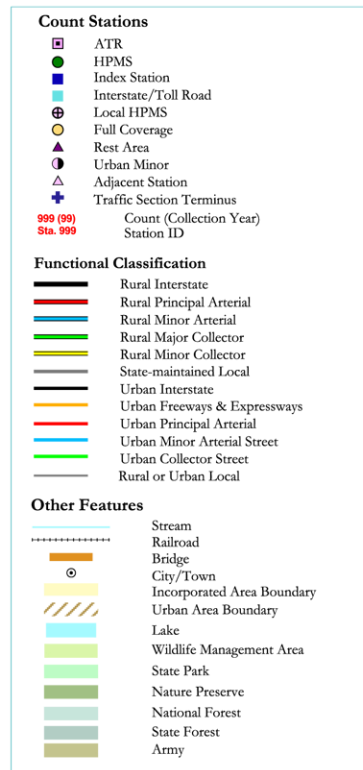 Count Stations
ATR
HPMS
Index Station
Interstate/Toll Road
Local HPMS
Full Coverage
Rest Area
Urban Minor
Adjacent Station
Traffic Section Terminus
999 (99) Count (Collection Year)
Sta. 999 Station ID
Functional Classification
Rural Interstate
Rural Principal Arterial
Rural Minor Arterial
Rural Major Collector
Rural Minor Collector
State-maintained Local
Urban Interstate
Urban Freeways & Expressways
Urban Principal Arterial
Urban Minor Arterial Street
Urban Collector Street
Rural or Urban Local
Other Features
Stream
Railroad
Bridge
City/Town
Incorporated Area Boundary
Urban Area Boundary
Lake
Wildlife Management Area
State Park
Nature Preserve
National Forest
State Forest
Army